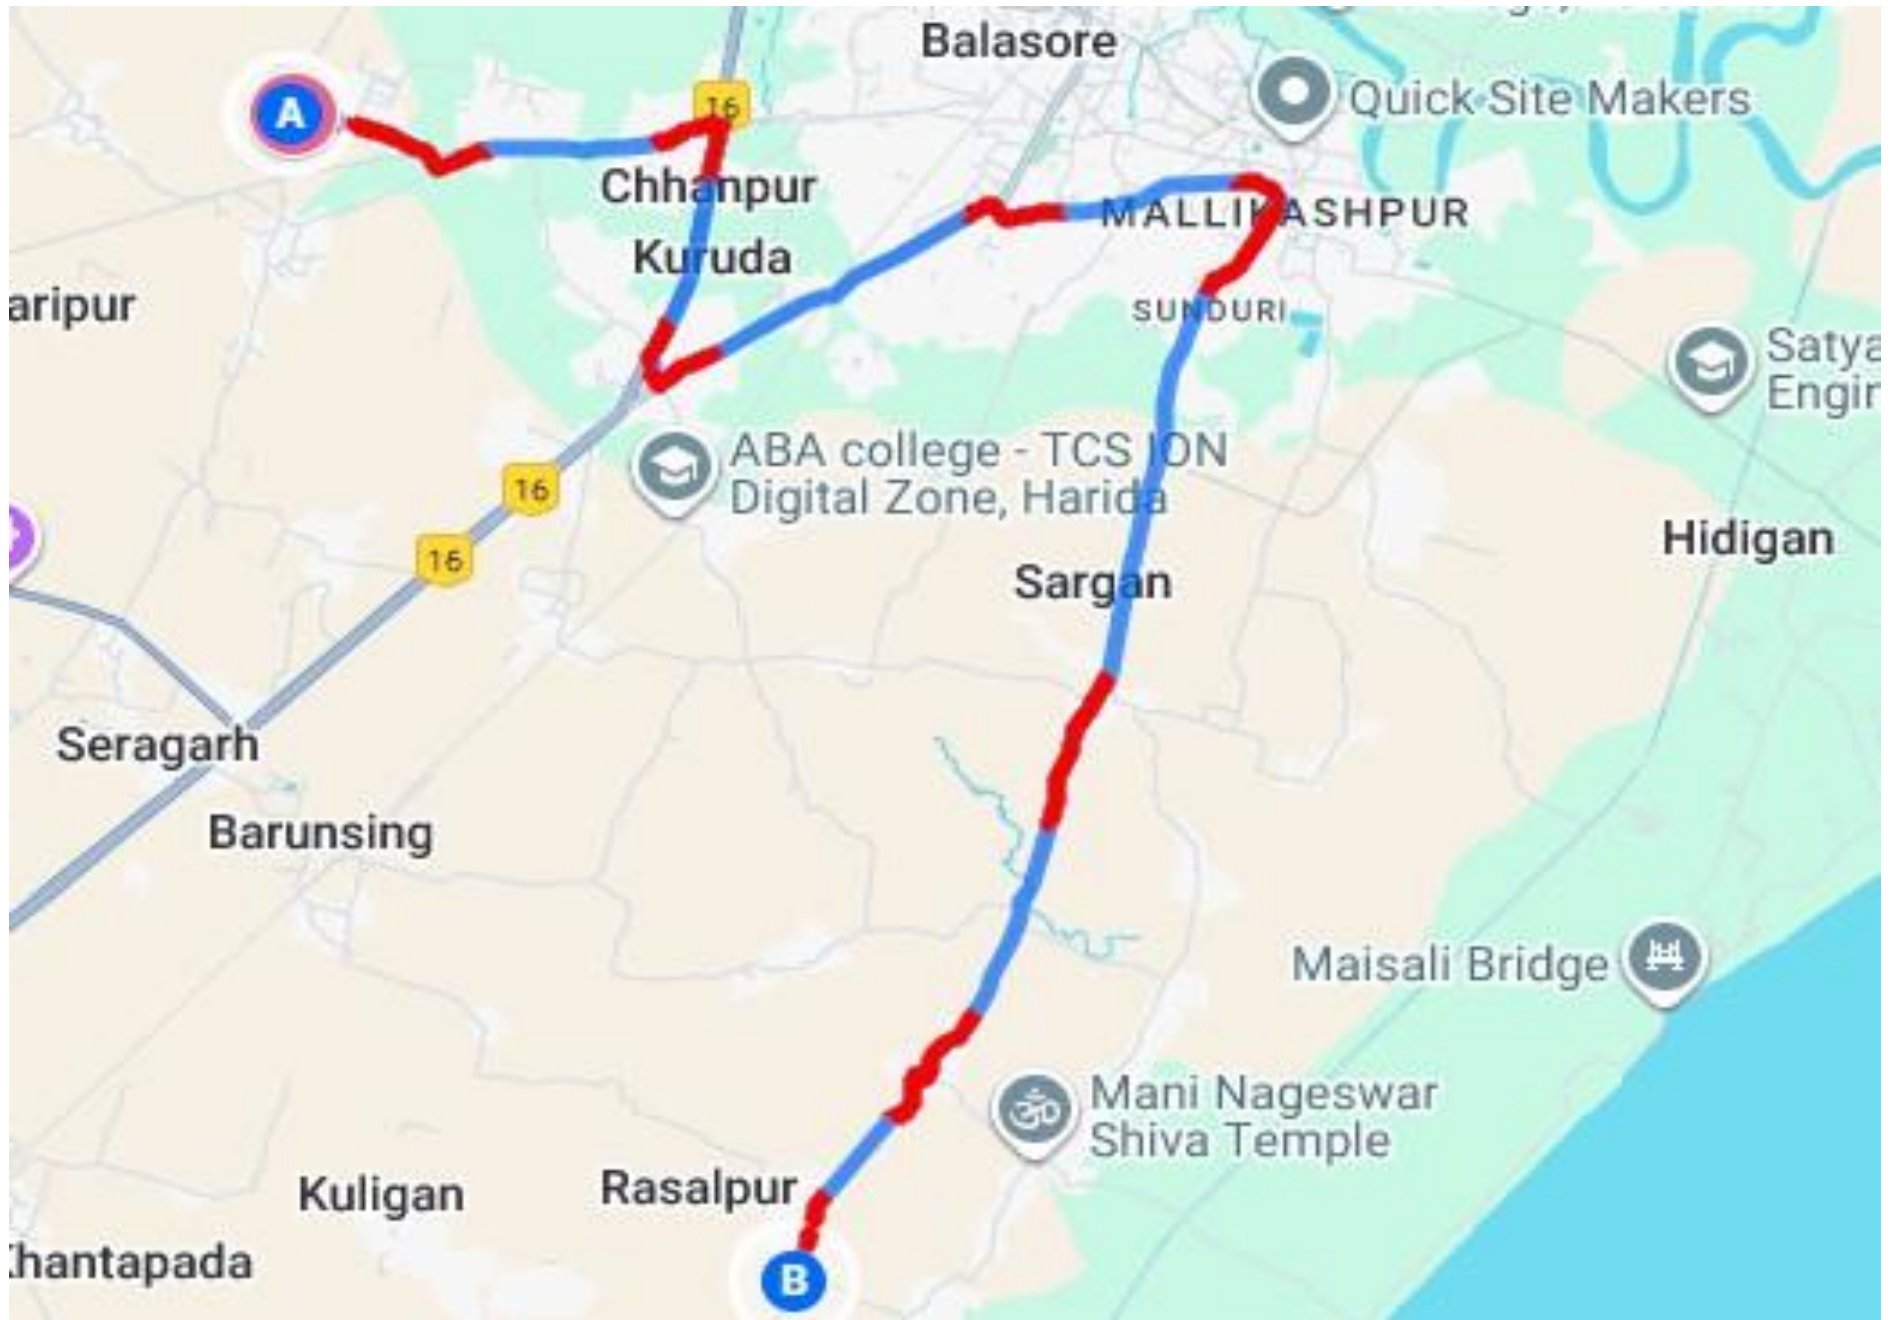 Balasore
A
16
Quick Site Makers
Chhanpur
MALLIKASHPUR
Kuruda
aripur
SUNDURI
Satya
Engin
ABA college - TCS ION
Digital Zone, Harida
16
16
Hidigan
Sargan
Seragarh
Barunsing
Maisali Bridge
Mani Nageswar
Shiva Temple
Rasalpur
Kuligan
hantapada
B